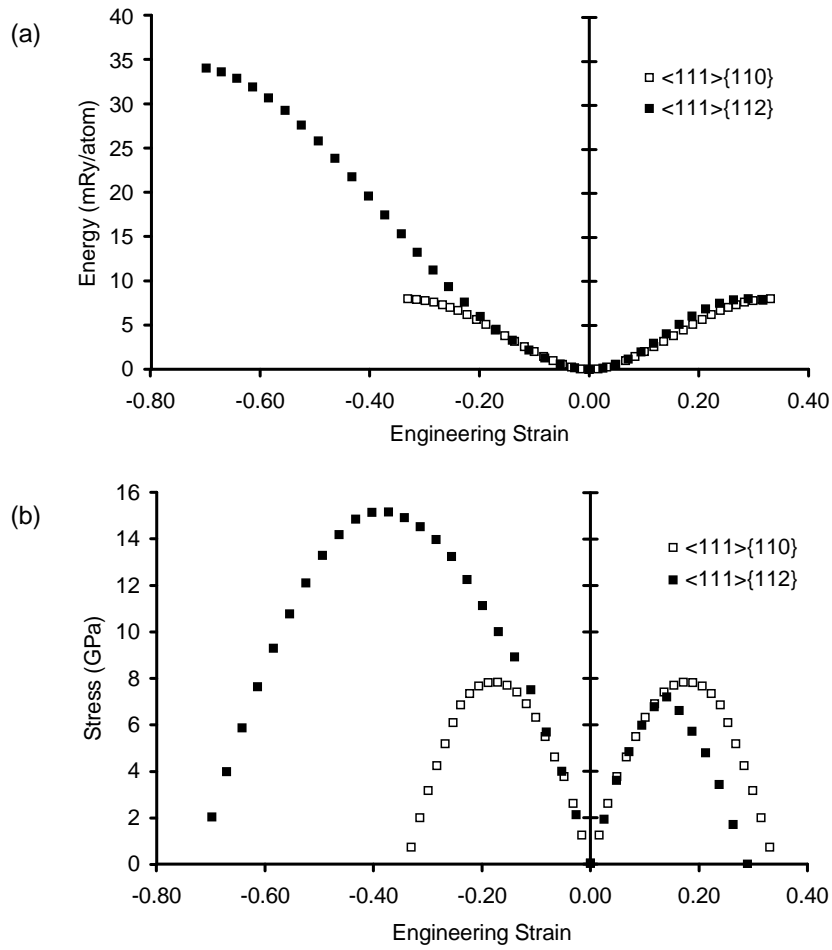 (a)
40
35
30
25
20
15
10
5
0
Energy (mRy/atom)
-0.80 -0.60 -0.40 -0.20 0.00 0.20 0.40
Engineering Strain
<111>{110}
<111>{112}
(b)
16
14
12
10
8
6
4
2
0
Stress (GPa)
-0.80 -0.60 -0.40 -0.20 0.00 0.20 0.40
Engineering Strain
<111>{110}
<111>{112}